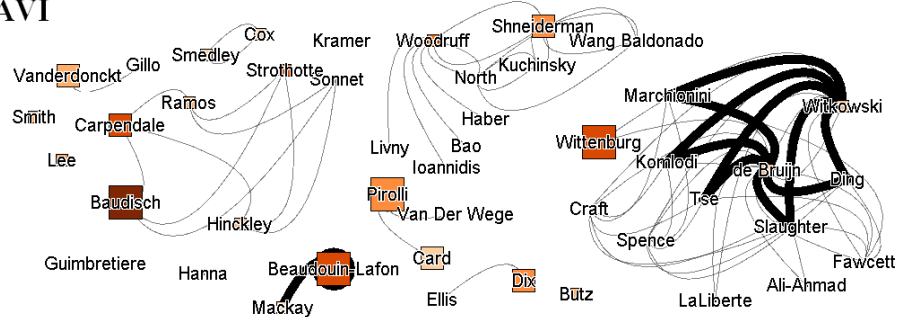 AVI
Cox
Kramer
Woodruff
Shneiderman
Wang Baldonado
Smedley
Gillo
Vanderdonckt
Strothotte
Sonnet
North
Kuchinsky
Marchionini
Witkowski
Smith
Carpendale
Ramos
Haber
Wittenburg
Livny
Bao
Ioannidis
Lee
Komlodi
de Bruijn
Ding
Baudisch
Pirolli
Van Der Wege
Tse
Craft
Hinckley
Slaughter
Spence
Guimbretiere
Hanna
Beaudouin-Lafon
Card
Fawcett
Mackay
Ellis
Dix
Butz
LaLiberte
Ali-Ahmad